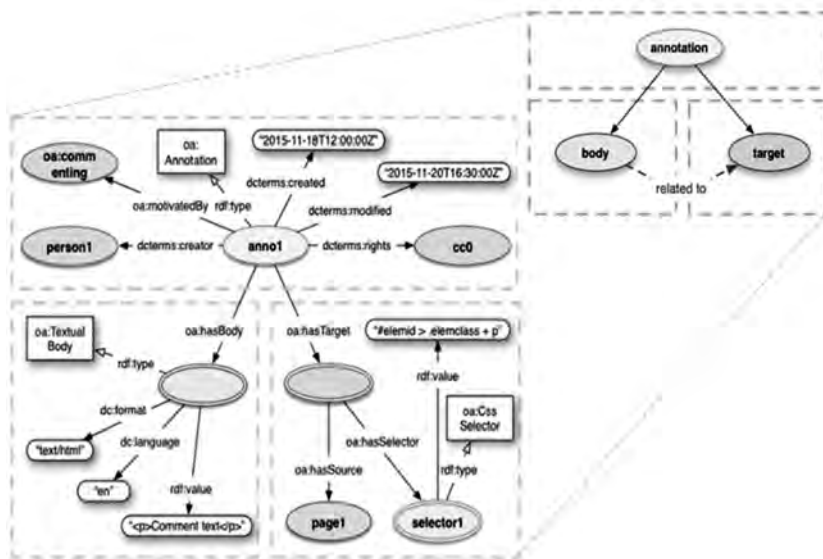 annotation
body
target
related to
oa:comm
enting
oa:
Annotation
"2015-11-18T12:00:00Z"
"2015-11-20T16:30:00Z"
dcterms:created
oa:motivatedBy
rdf:type
dcterms:modified
person1
dcterms:creator
anno1
dcterms:rights
cc0
oa:Textual
Body
oa:hasBody
oa:hasTarget
"#elemid > .elemclass + p"
rdf:type
rdf:value
dc:format
oa:Css
Selector
"text/html"
dc:language
oa:hasSelector
"en"
rdf:value
oa:hasSource
rdf:type
"<p>Comment text</p>"
page1
selector1